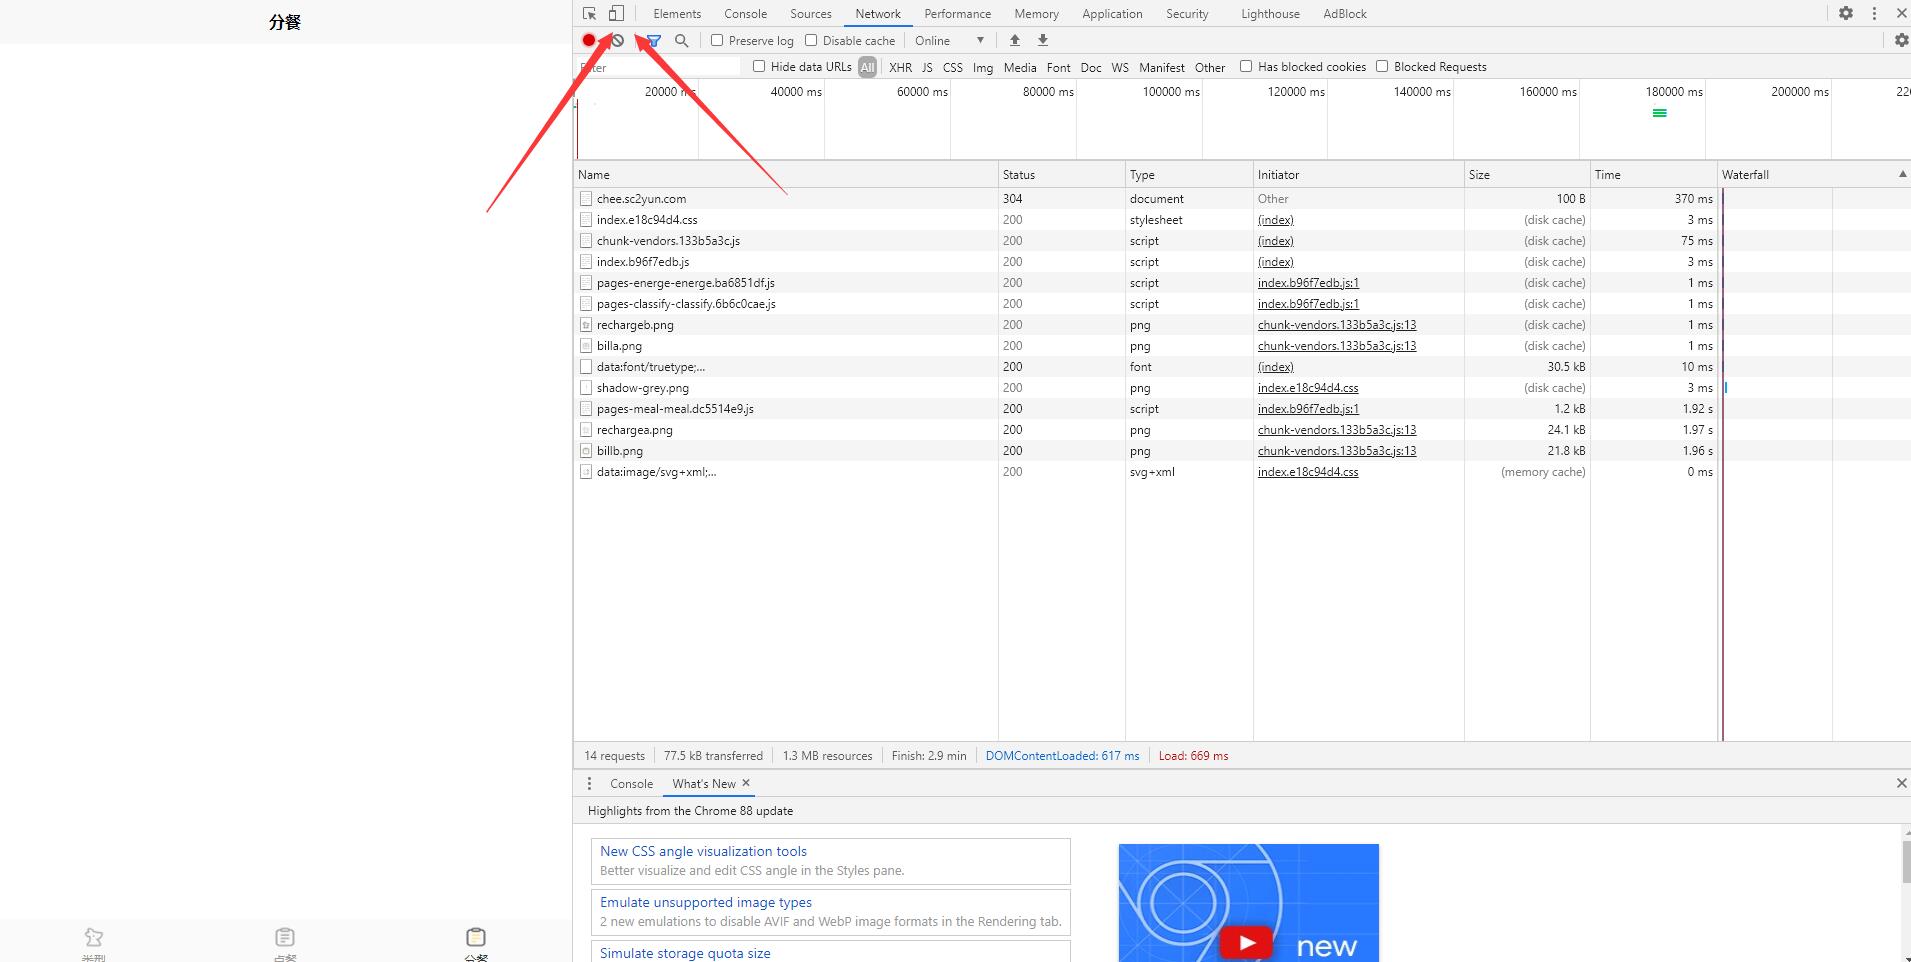 分餐
Elements Console Sources Network Performance Memory Application Security Lighthouse AdBlock
Preserve log Disable cache Online
Hide data URLs All XHR JS CSS Img Media Font Doc WS Manifest Other Has blocked cookies Blocked Requests
20000 ms 40000 ms 60000 ms 80000 ms 100000 ms 120000 ms 140000 ms 160000 ms 180000 ms 200000 ms
Name Status Type Initiator Size Time Waterfall
chee.sc2yun.com 304 document Other 100 B 370 ms
index.e18c94d4.css 200 stylesheet (index) (disk cache) 3 ms
chunk-vendors.133b5a3c.js 200 script (index) (disk cache) 75 ms
index.b96f7edb.js 200 script (index) (disk cache) 3 ms
pages-energe-energe.ba6851df.js 200 script index.b96f7edb.js:1 (disk cache) 1 ms
pages-classify-classify.6b6c0cae.js 200 script index.b96f7edb.js:1 (disk cache) 1 ms
rechargeb.png 200 png chunk-vendors.133b5a3c.js:13 (disk cache) 1 ms
billa.png 200 png chunk-vendors.133b5a3c.js:13 (disk cache) 1 ms
data:font/truetype;... 200 font (index) 30.5 kB 10 ms
shadow-grey.png 200 png index.e18c94d4.css (disk cache) 3 ms
pages-meal-meal.dc5514e9.js 200 script index.b96f7edb.js:1 1.2 kB 1.92 s
rechargea.png 200 png chunk-vendors.133b5a3c.js:13 24.1 kB 1.97 s
billb.png 200 png chunk-vendors.133b5a3c.js:13 21.8 kB 1.96 s
data:image/svg+xml;... 200 svg+xml index.e18c94d4.css (memory cache) 0 ms
14 requests 77.5 kB transferred 1.3 MB resources Finish: 2.9 min DOMContentLoaded: 617 ms Load: 669 ms
Console What's New
Highlights from the Chrome 88 update
New CSS angle visualization tools
Better visualize and edit CSS angle in the Styles pane.
Emulate unsupported image types
2 new emulations to disable AVIF and WebP image formats in the Rendering tab.
Simulate storage quota size
new
类型 点餐 分餐